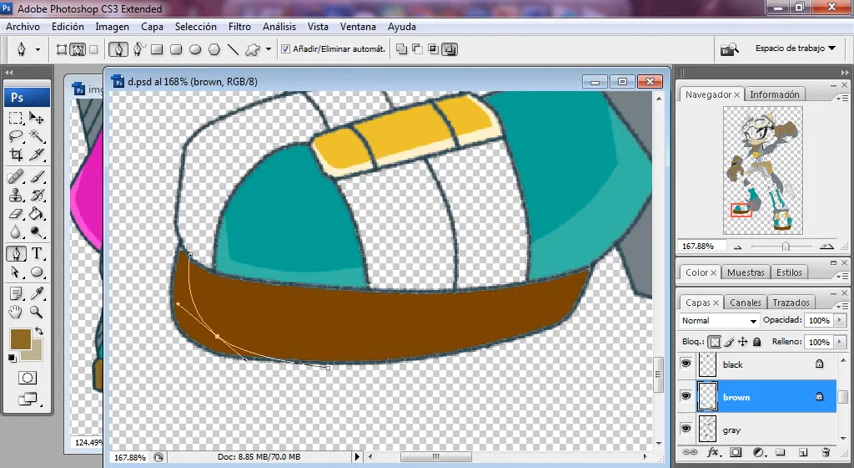 Adobe Photoshop CS3 Extended
Archivo Edición Imagen Capa Selección Filtro Análisis Vista Ventana Ayuda
Añadir/Eliminar automát.
Espacio de trabajo
Ps
img
d.psd al 168% (brown, RGB/8)
Navegador Información
167.88%
Color Muestras Estilos
Capas Canales Trazados
Normal Opacidad: 100%
Bloq.: Relleno: 100%
black
brown
gray
T
124.49%
167.88% Doc: 8.85 MB/70.0 MB